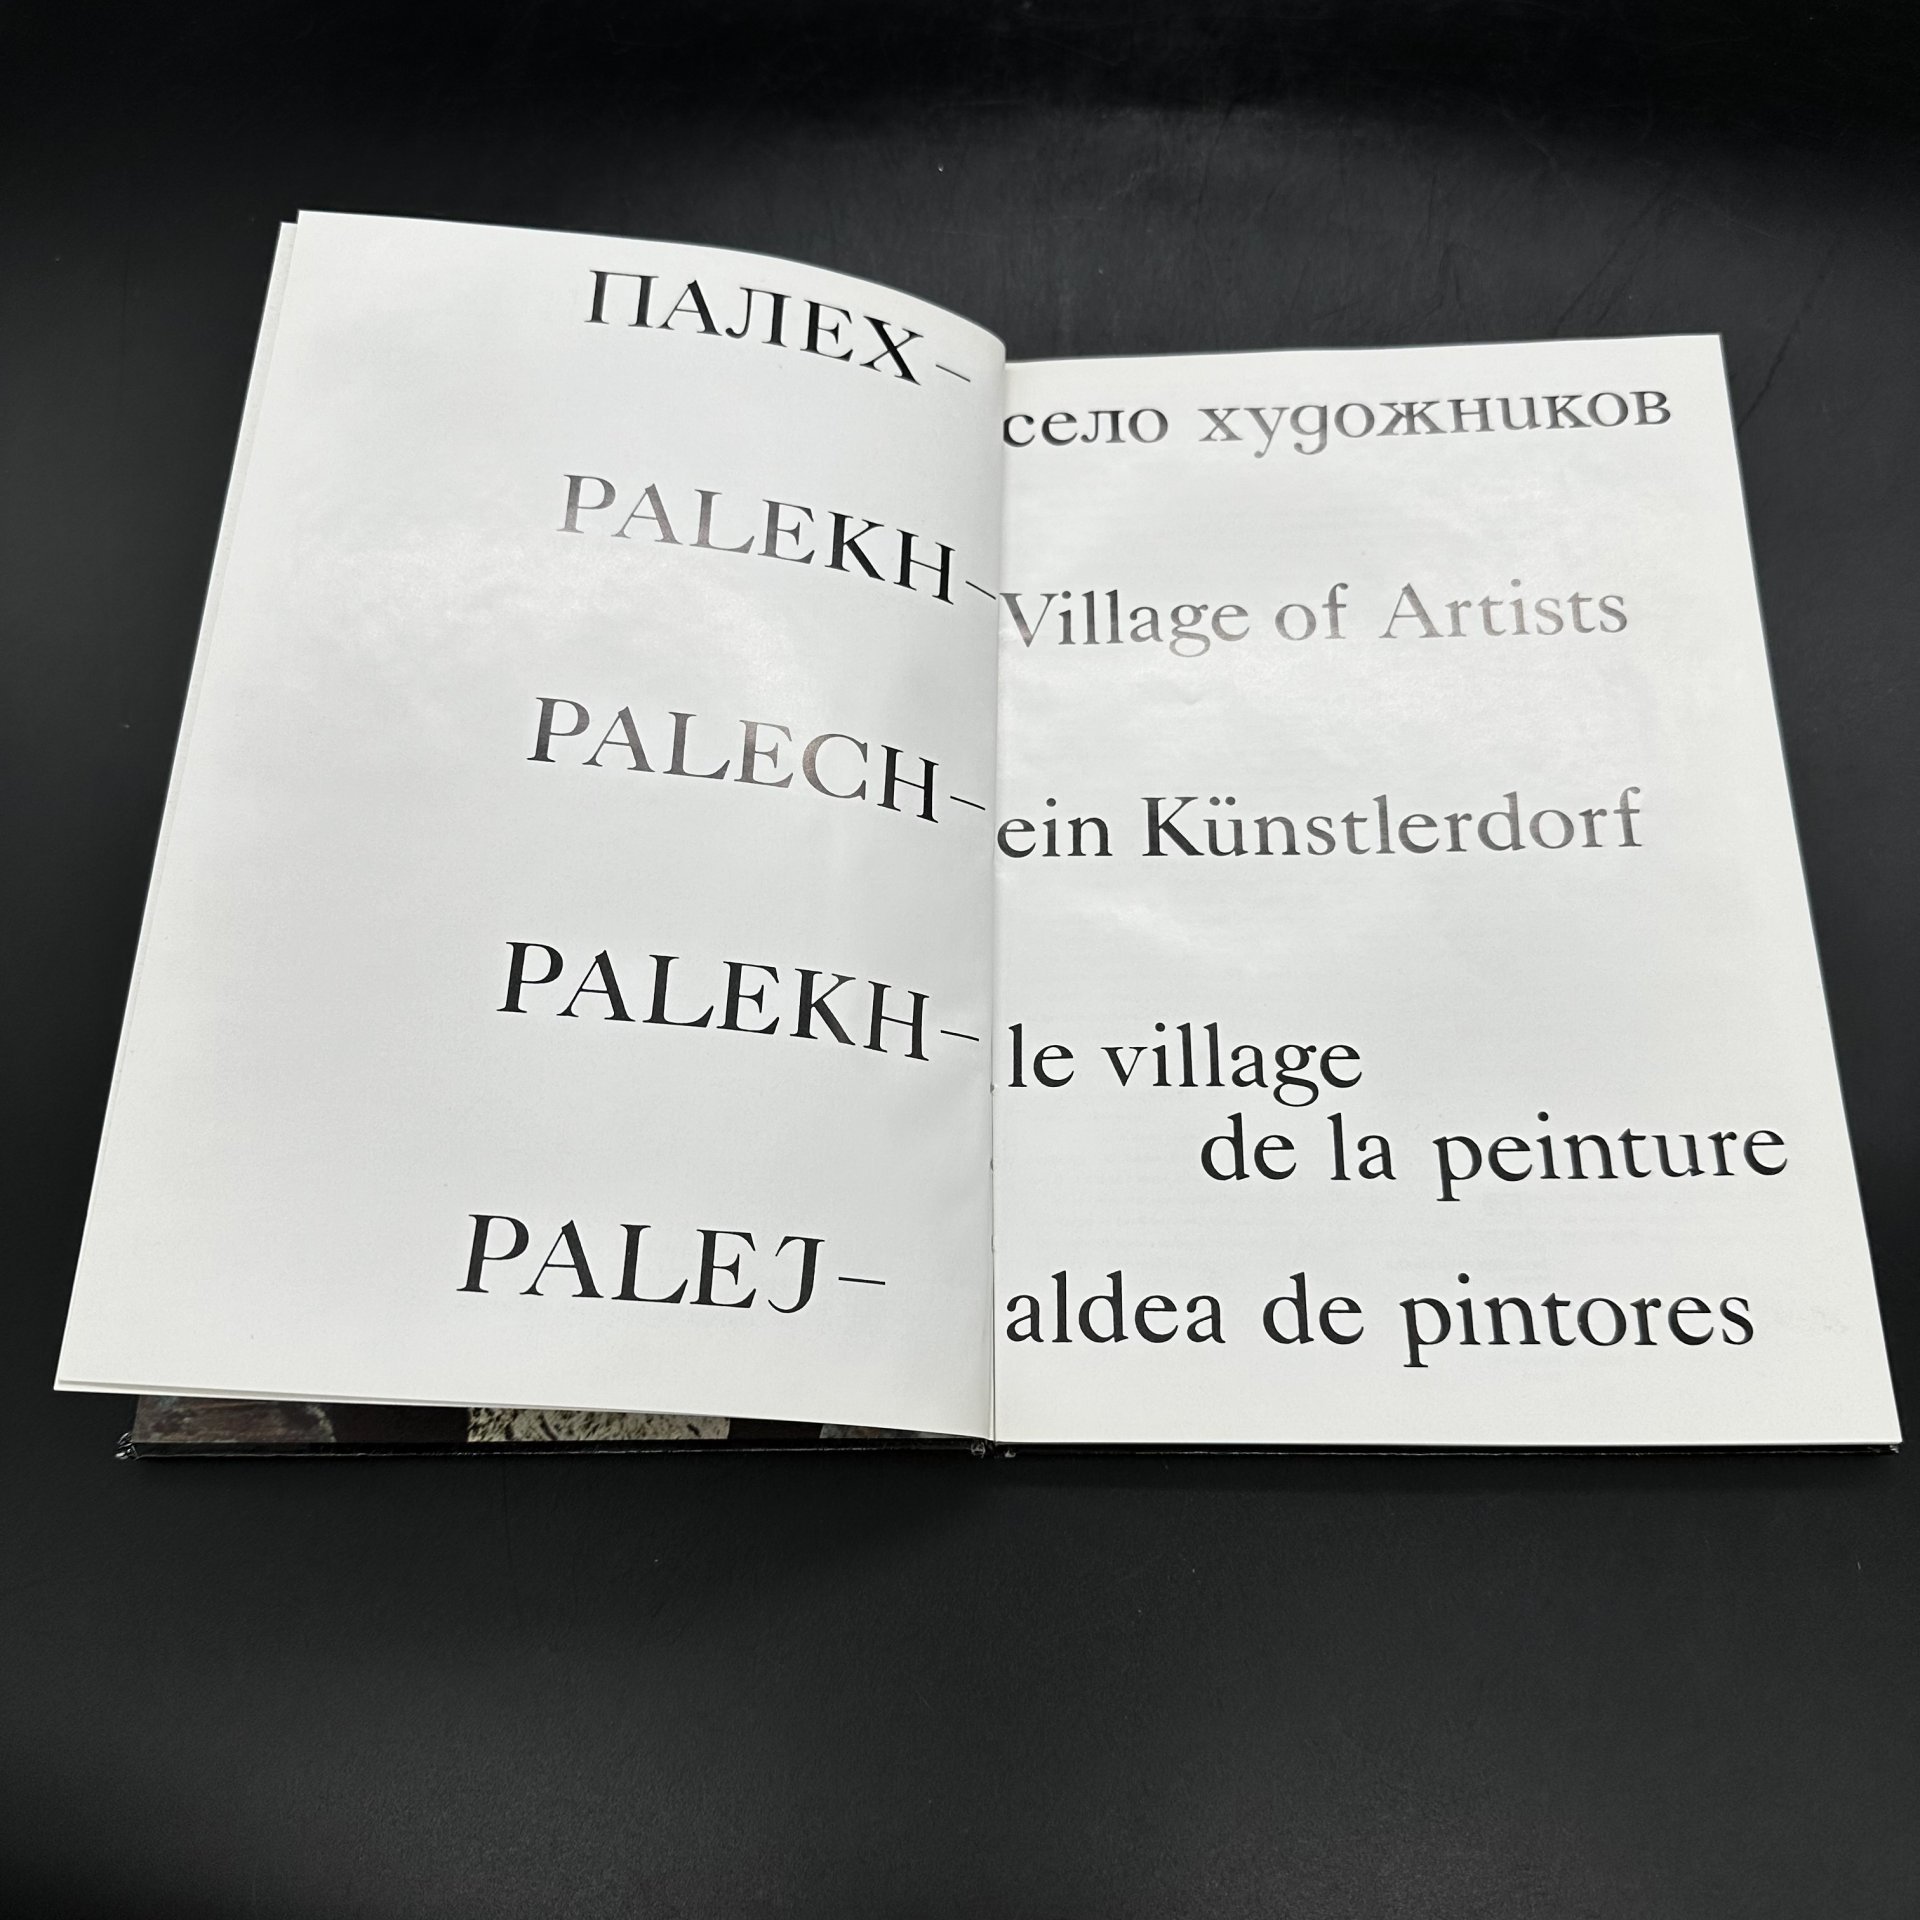 ПАЛЕХ – село художников
PALEKH – Village of Artists
PALECH – ein Künstlerdorf
PALEKH – le village
de la peinture
PALEJ – aldea de pintores